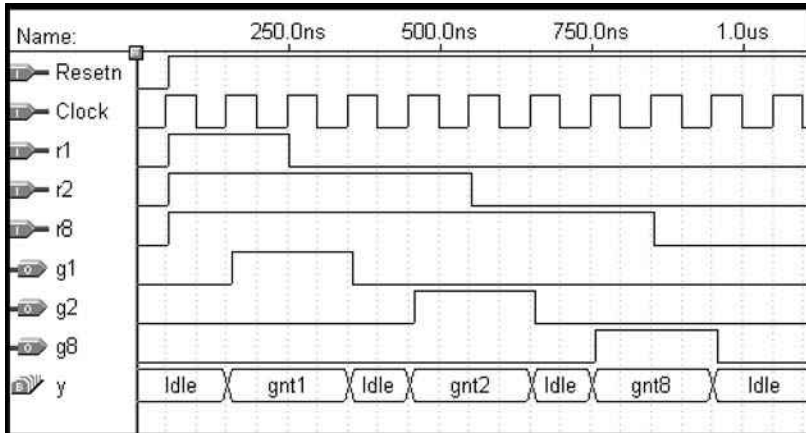 Name: 250.0ns 500.0ns 750.0ns 1.0us
Resetn
Clock
r1
r2
r8
g1
g2
g8
y Idle gnt1 Idle gnt2 Idle gnt8 Idle